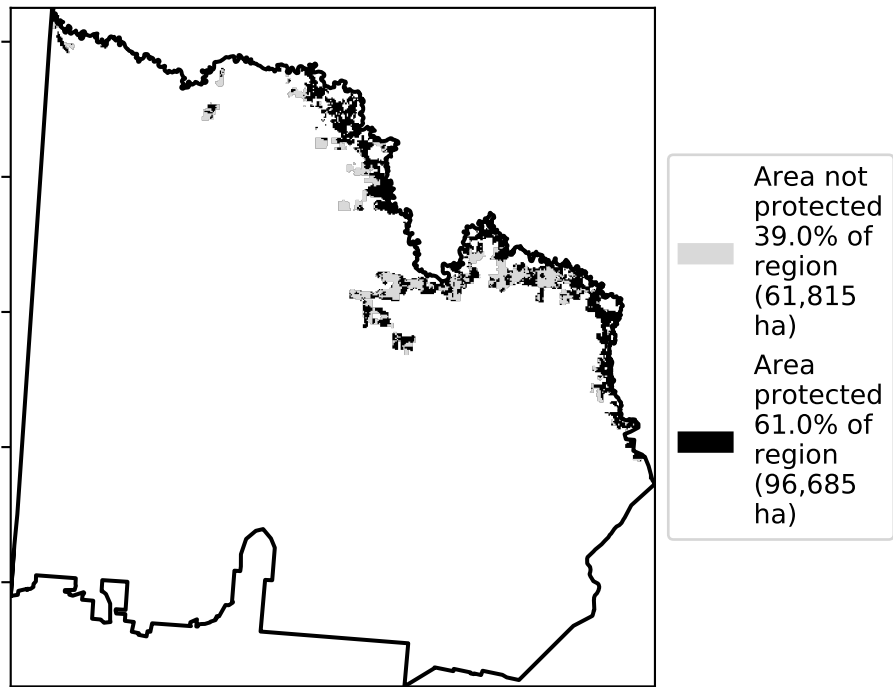 Area not
protected
39.0% of
region
(61,815
ha)
Area
protected
61.0% of
region
(96,685
ha)